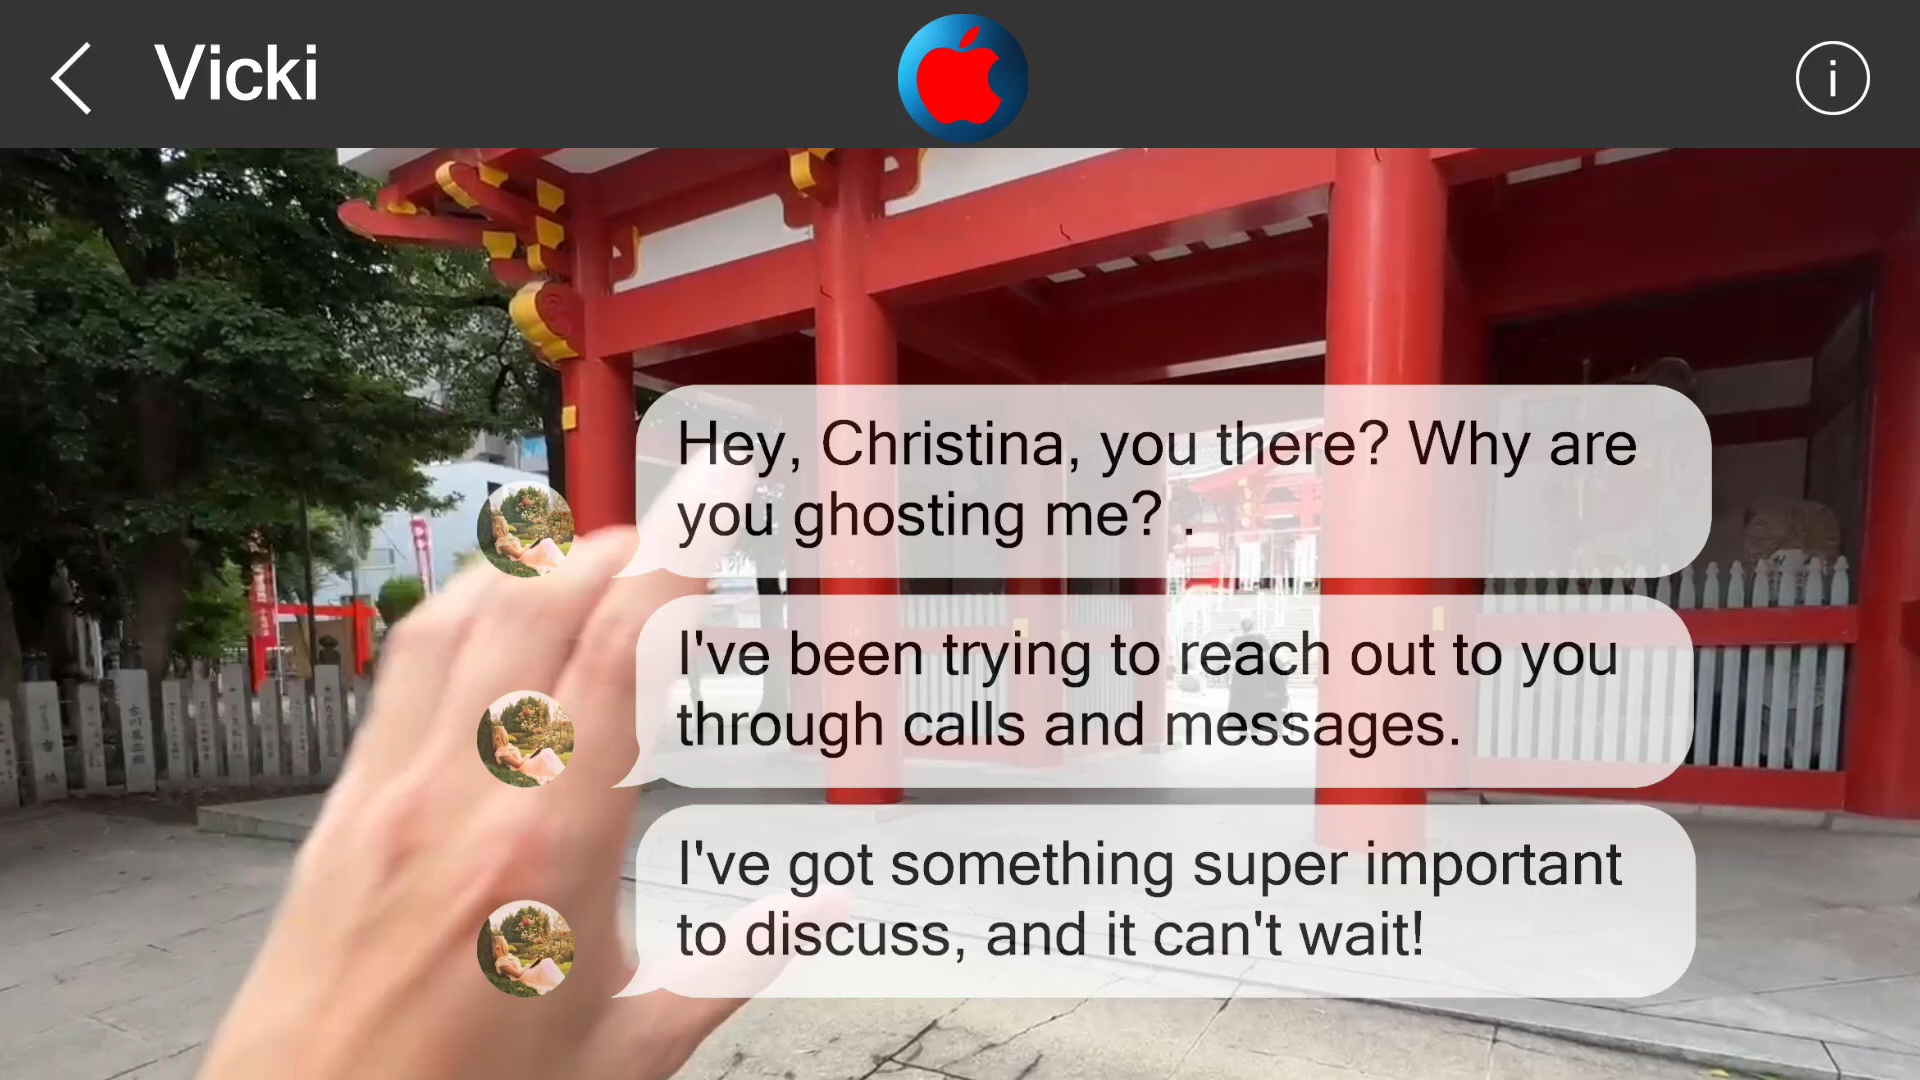 Vicki
i
Hey, Christina, you there? Why are
you ghosting me? .
I've been trying to reach out to you
through calls and messages.
I've got something super important
to discuss, and it can't wait!